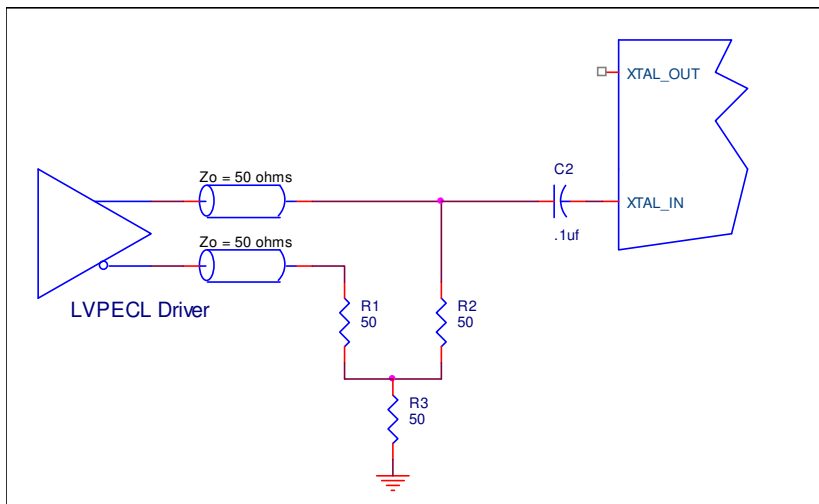 XTAL_OUT
Zo = 50 ohms
C2
XTAL_IN
.1uf
Zo = 50 ohms
LVPECL Driver
R1
50
R2
50
R3
50